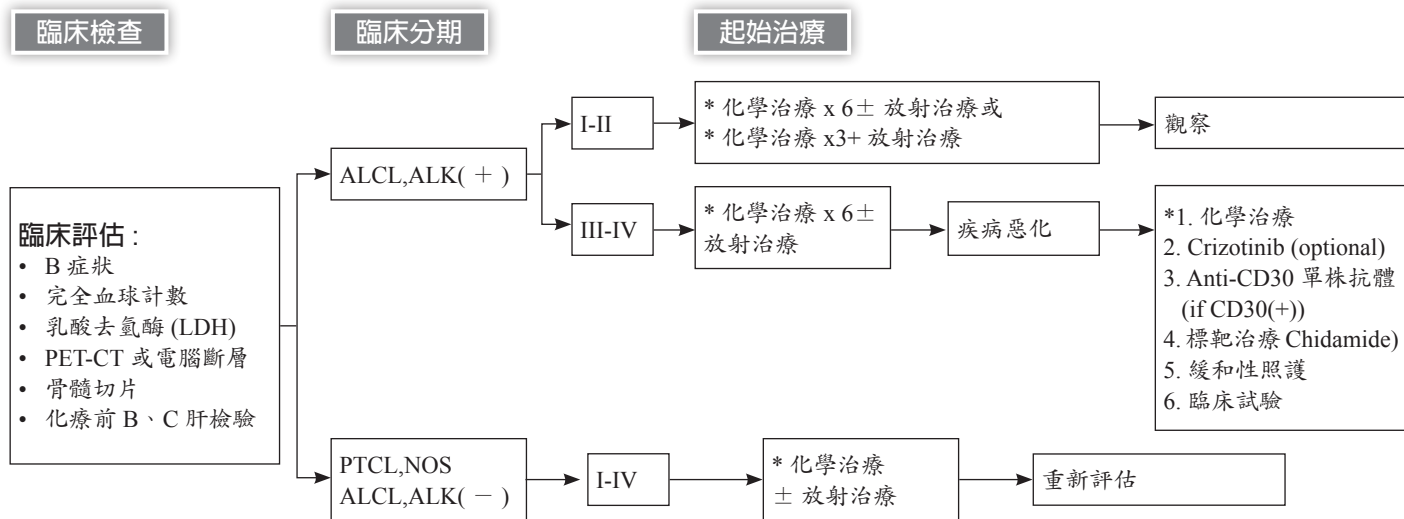 臨床檢查
臨床分期
起始治療
臨床評估 :
• B 症狀
• 完全血球計數
• 乳酸去氫酶 (LDH)
• PET-CT 或電腦斷層
• 骨髓切片
• 化療前 B、C 肝檢驗
ALCL,ALK( + )
I-II
* 化學治療 x 6± 放射治療或
* 化學治療 x3+ 放射治療
觀察
III-IV
* 化學治療 x 6±
放射治療
疾病惡化
*1. 化學治療
2. Crizotinib (optional)
3. Anti-CD30 單株抗體
(if CD30(+))
4. 標靶治療 Chidamide)
5. 緩和性照護
6. 臨床試驗
PTCL,NOS
ALCL,ALK( − )
I-IV
* 化學治療
± 放射治療
重新評估